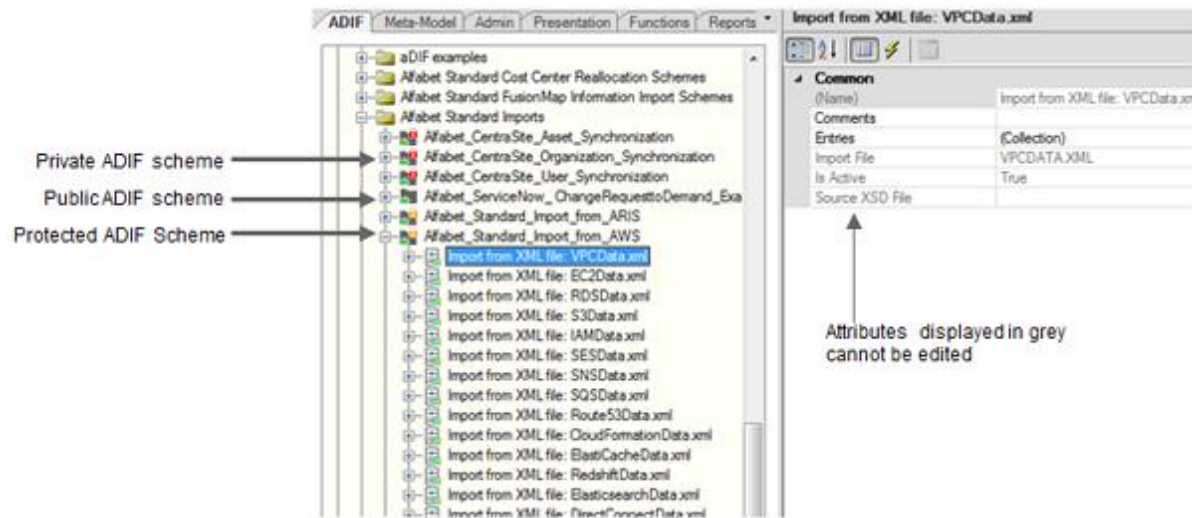 ADIF Meta-Model Admin Presentation Functions Reports
aDIF examples
Alfabet Standard Cost Center Reallocation Schemes
Alfabet Standard FusionMap Information Import Schemes
Alfabet Standard Imports
Alfabet_CentraSite_Asset_Synchronization
Alfabet_CentraSite_Organization_Synchronization
Alfabet_CentraSite_User_Synchronization
Alfabet_ServiceNow_ChangeRequesttoDemand_Exa
Alfabet_Standard_Import_from_ARIS
Alfabet_Standard_Import_from_AWS
Import from XML file: VPCData.xml
Import from XML file: EC2Data.xml
Import from XML file: RDSData.xml
Import from XML file: S3Data.xml
Import from XML file: IAMData.xml
Import from XML file: SESData.xml
Import from XML file: SNSData.xml
Import from XML file: SQSData.xml
Import from XML file: Route53Data.xml
Import from XML file: CloudFormationData.xml
Import from XML file: ElastiCacheData.xml
Import from XML file: RedshiftData.xml
Import from XML file: ElasticsearchData.xml
Import from XML file: DirectConnectData.xml
Private ADIF scheme
Public ADIF scheme
Protected ADIF Scheme
Import from XML file: VPCData.xml
Common
(Name) Import from XML file: VPCData.xm
Comments
Entries (Collection)
Import File VPCDATA.XML
Is Active True
Source XSD File
Attributes displayed in grey
cannot be edited